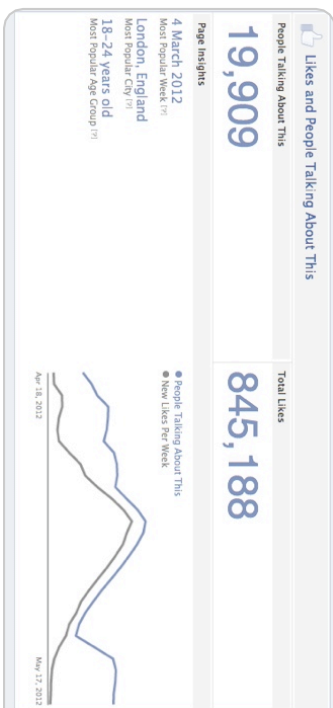 Likes and People Talking About This
People Talking About This
19,909
Total Likes
845,188
Page Insights
4 March 2012
Most Popular Week [?]
London, England
Most Popular City [?]
18–24 years old
Most Popular Age Group [?]
People Talking About This
New Likes Per Week
Apr 18, 2012
May 17, 2012